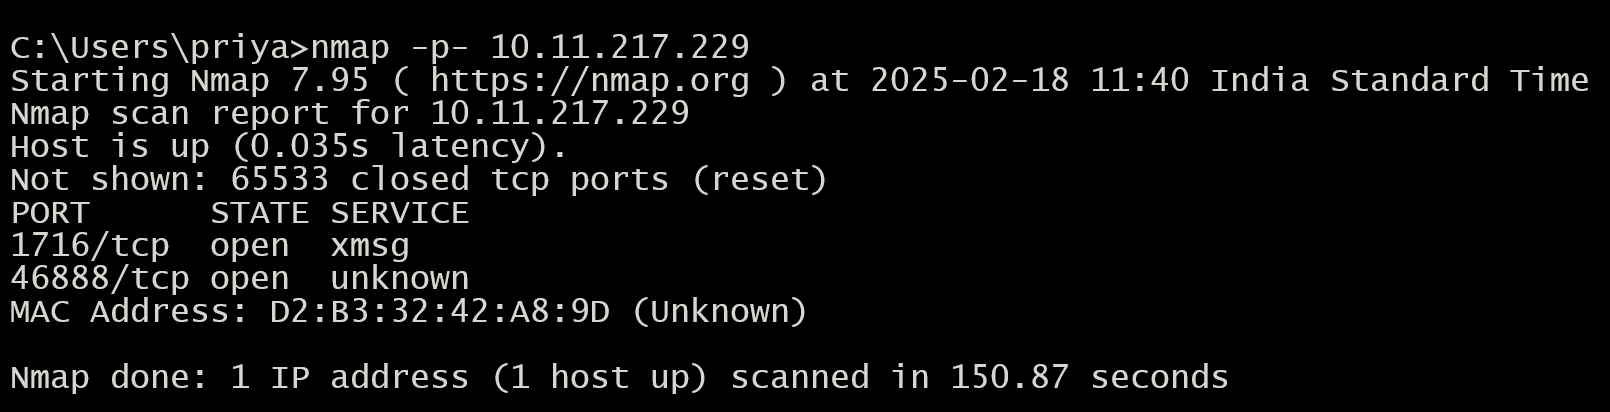 C:\Users\priya>nmap -p- 10.11.217.229
Starting Nmap 7.95 ( https://nmap.org ) at 2025-02-18 11:40 India Standard Time
Nmap scan report for 10.11.217.229
Host is up (0.035s latency).
Not shown: 65533 closed tcp ports (reset)
PORT      STATE SERVICE
1716/tcp  open  xmsg
46888/tcp open  unknown
MAC Address: D2:B3:32:42:A8:9D (Unknown)
Nmap done: 1 IP address (1 host up) scanned in 150.87 seconds